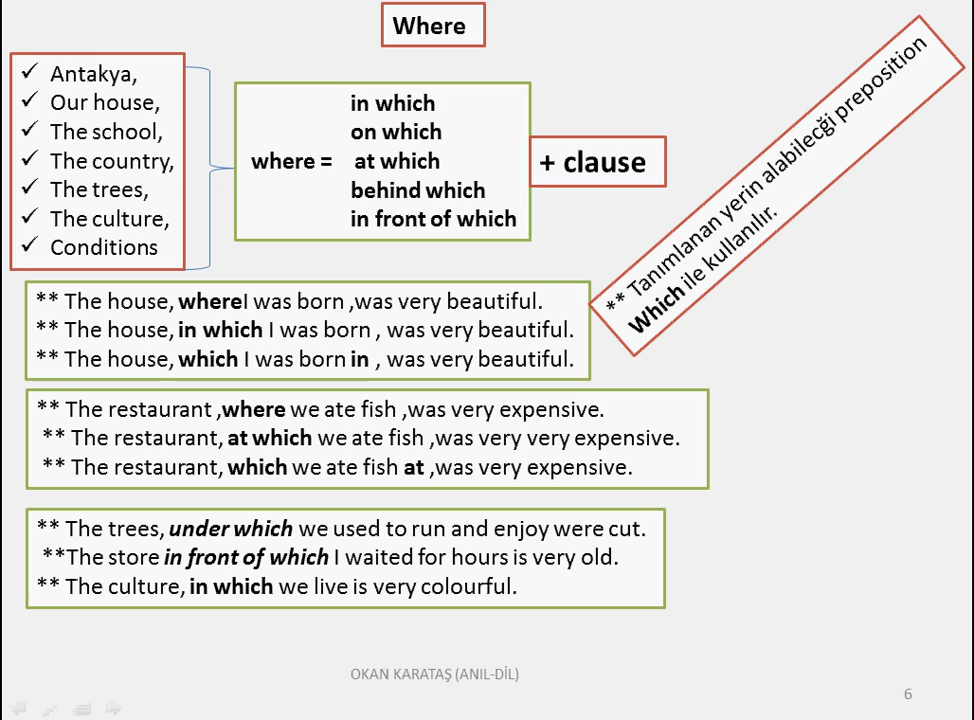 Where
✓ Antakya,
✓ Our house,
✓ The school,
✓ The country,
✓ The trees,
✓ The culture,
✓ Conditions
in which
on which
where = at which
behind which
in front of which
+ clause
** Tanımlanan yerin alabilecği preposition
Which ile kullanılır.
** The house, whereI was born ,was very beautiful.
** The house, in which I was born , was very beautiful.
** The house, which I was born in , was very beautiful.
** The restaurant ,where we ate fish ,was very expensive.
** The restaurant, at which we ate fish ,was very very expensive.
** The restaurant, which we ate fish at ,was very expensive.
** The trees, under which we used to run and enjoy were cut.
**The store in front of which I waited for hours is very old.
** The culture, in which we live is very colourful.
OKAN KARATAŞ (ANIL-DİL)
6